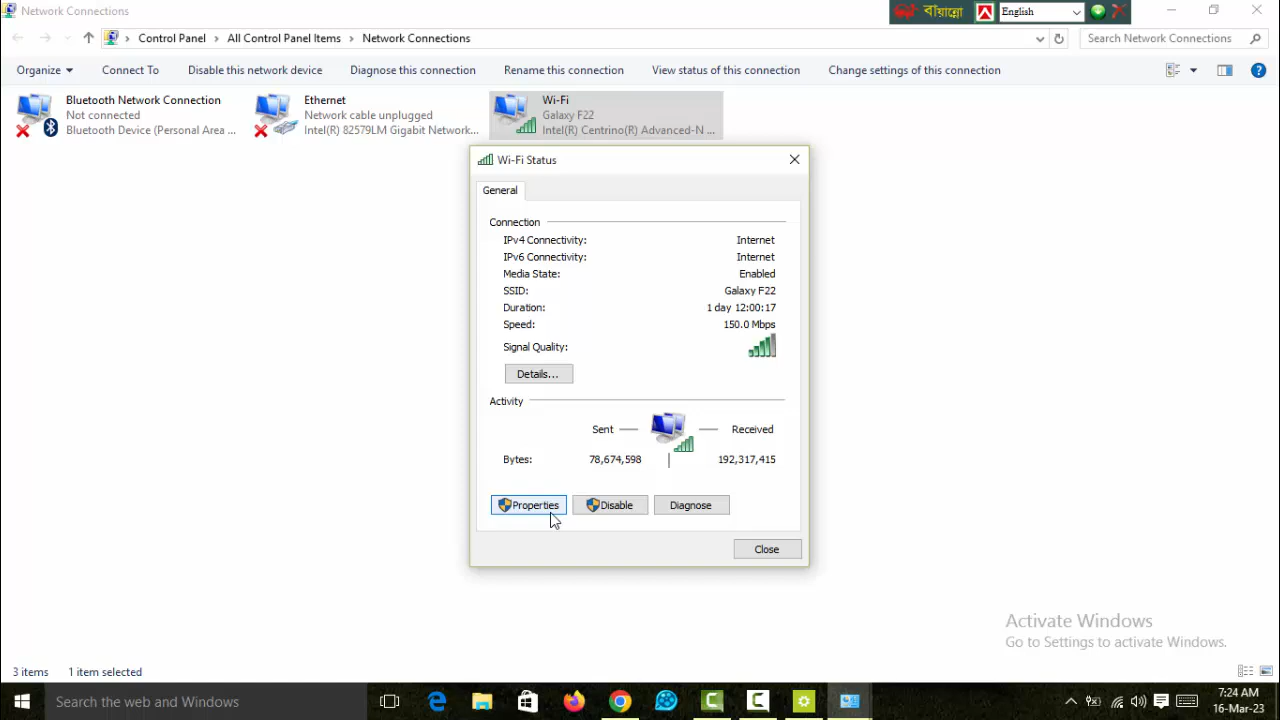 Network Connections
বায়ান্নো
English
Control Panel
All Control Panel Items
Network Connections
Search Network Connections
Organize
Connect To
Disable this network device
Diagnose this connection
Rename this connection
View status of this connection
Change settings of this connection
Bluetooth Network Connection
Not connected
Bluetooth Device (Personal Area ...
Ethernet
Network cable unplugged
Intel(R) 82579LM Gigabit Network...
Wi-Fi
Galaxy F22
Intel(R) Centrino(R) Advanced-N ...
Wi-Fi Status
General
Connection
IPv4 Connectivity: Internet
IPv6 Connectivity: Internet
Media State: Enabled
SSID: Galaxy F22
Duration: 1 day 12:00:17
Speed: 150.0 Mbps
Signal Quality:
Details...
Activity
Sent Received
Bytes: 78,674,598 192,317,415
Properties
Disable
Diagnose
Close
Activate Windows
Go to Settings to activate Windows.
3 items
1 item selected
Search the web and Windows
7:24 AM
16-Mar-23